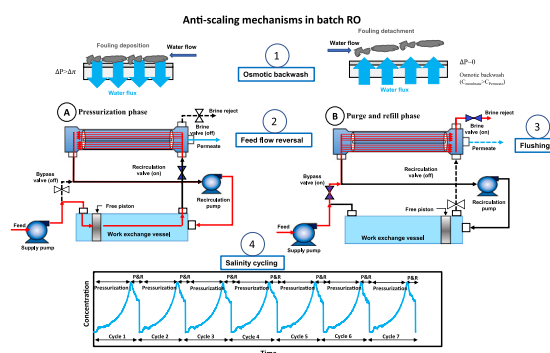 Anti-scaling mechanisms in batch RO
Fouling deposition
Water flow
ΔP>Δπ
Water flux
1
Osmotic backwash
Fouling detachment
Water flow
ΔP~0
Osmotic backwash
Water flux
A
Pressurization phase
Brine reject
Brine
valve (off)
Permeate
Recirculation
valve (on)
Bypass
valve (off)
Recirculation
pump
Free piston
Feed
Work exchange vessel
Supply pump
2
Feed flow reversal
B
Purge and refill phase
Brine reject
Brine
valve (on)
Permeate
Recirculation
valve (off)
Bypass
valve (on)
Recirculation
pump
Free piston
Feed
Work exchange vessel
Supply pump
3
Flushing
4
Salinity cycling
P&R P&R P&R P&R P&R P&R P&R
Pressurization Pressurization Pressurization Pressurization Pressurization Pressurization Pressurization
Concentration
Cycle 1 Cycle 2 Cycle 3 Cycle 4 Cycle 5 Cycle 6 Cycle 7
Time